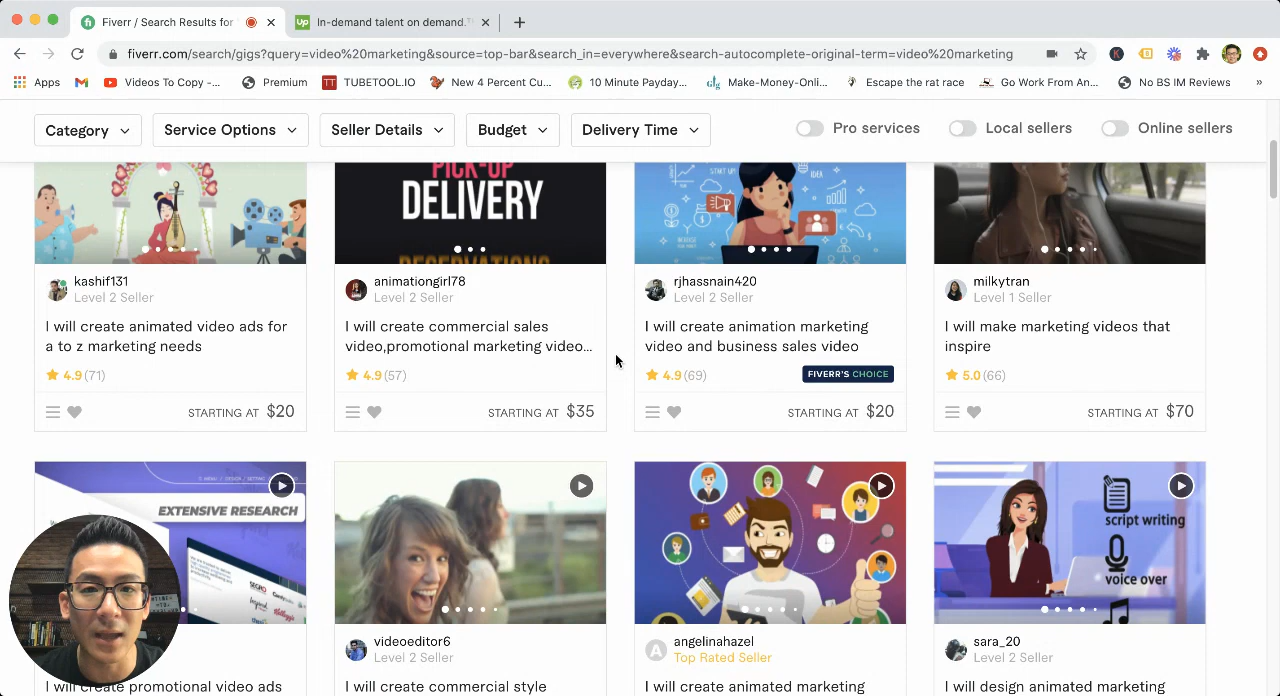 Fiverr / Search Results for
Up
In-demand talent on demand.
fiverr.com/search/gigs?query=video%20marketing&source=top-bar&search_in=everywhere&search-autocomplete-original-term=video%20marketing
Apps
Videos To Copy -...
Premium
TT
TUBETOOL.IO
New 4 Percent Cu...
10 Minute Payday...
Make-Money-Onli...
Escape the rat race
Go Work From An...
No BS IM Reviews
»
Category
Service Options
Seller Details
Budget
Delivery Time
Pro services
Local sellers
Online sellers
PICK-UP
DELIVERY
RESERVATIONS
START UP
IDEA
kashif131
Level 2 Seller
I will create animated video ads for
a to z marketing needs
4.9 (71)
STARTING AT $20
animationgirl78
Level 2 Seller
I will create commercial sales
video,promotional marketing video...
4.9 (57)
STARTING AT $35
rjhassnain420
Level 2 Seller
I will create animation marketing
video and business sales video
4.9 (69)
FIVERR'S CHOICE
STARTING AT $20
milkytran
Level 1 Seller
I will make marketing videos that
inspire
5.0 (66)
STARTING AT $70
EXTENSIVE RESEARCH
script writing
voice over
I will create promotional video ads
videoeditor6
Level 2 Seller
I will create commercial style
A
angelinahazel
Top Rated Seller
I will create animated marketing
sara_20
Level 2 Seller
I will design animated marketing